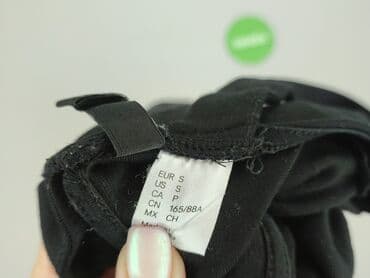 EUR S
US S
CA P
CN 165/88A
MX CH